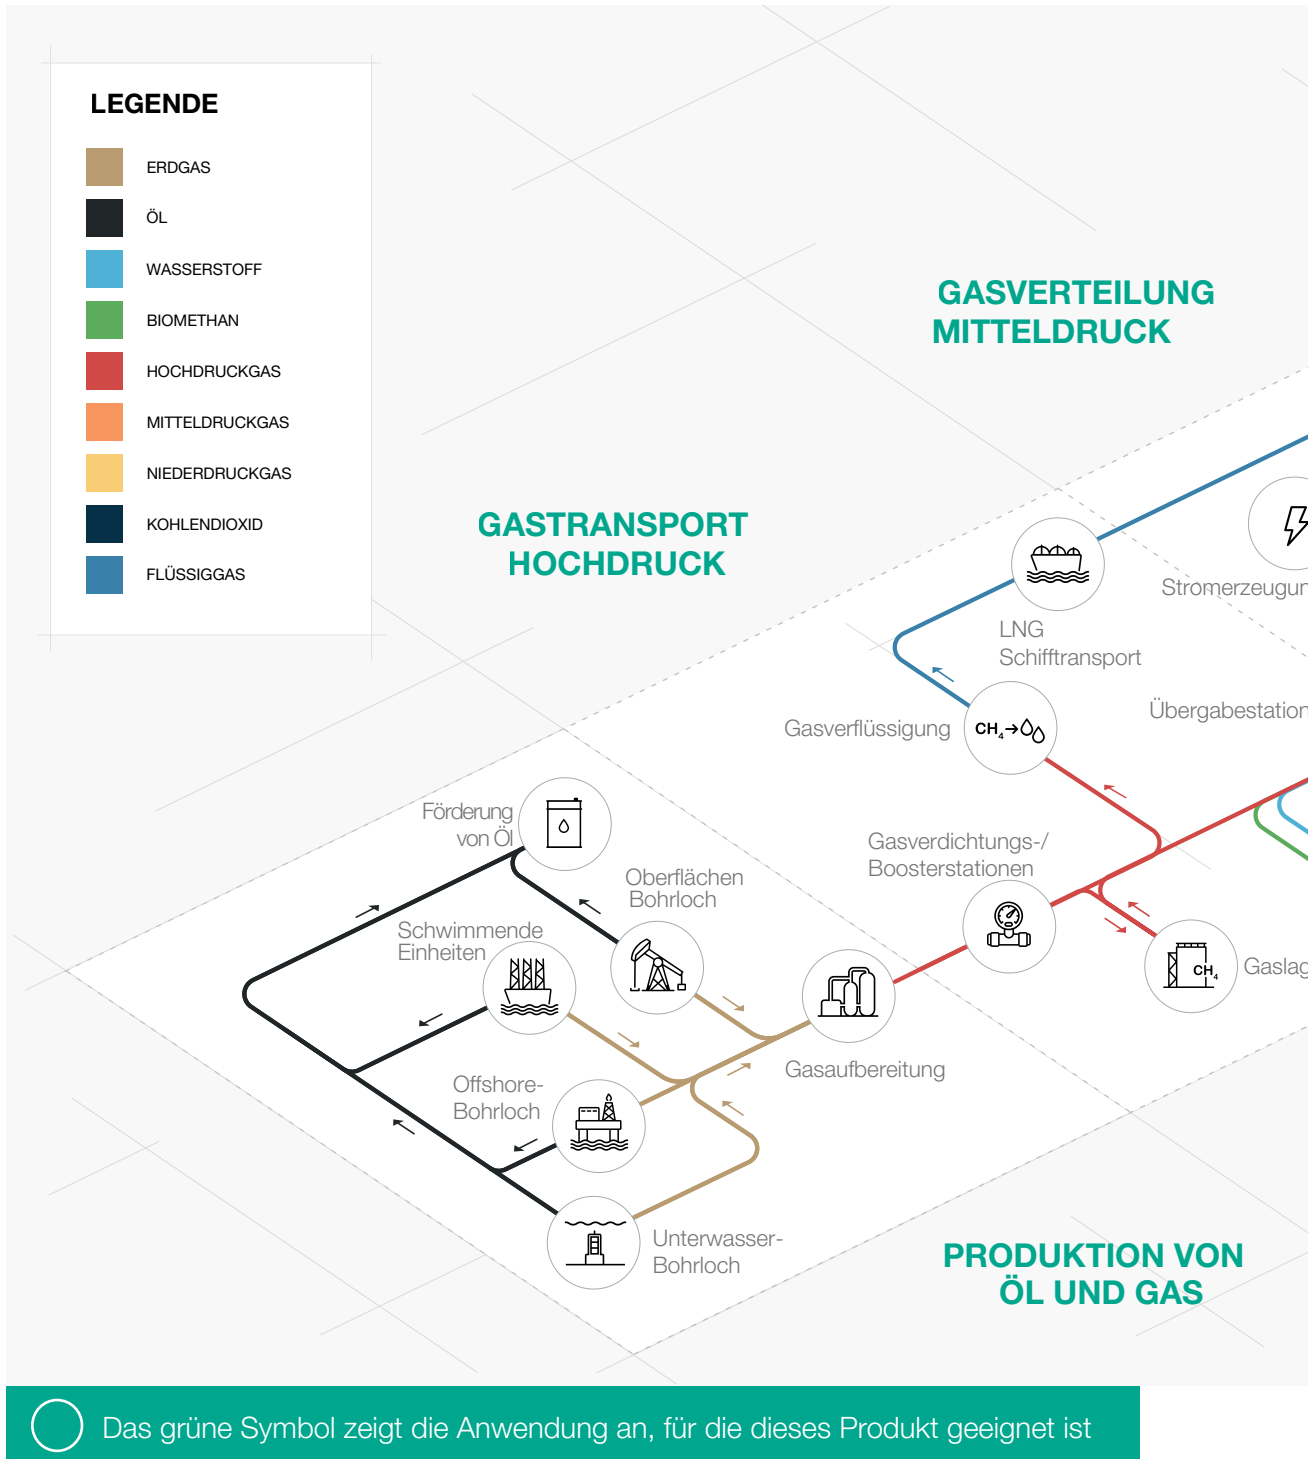 LEGENDE
ERDGAS
ÖL
WASSERSTOFF
BIOMETHAN
HOCHDRUCKGAS
MITTELDRUCKGAS
NIEDERDRUCKGAS
KOHLENDIOXID
FLÜSSIGGAS
GASVERTEILUNG
MITTELDRUCK
GASTRANSPORT
HOCHDRUCK
Stromerzeugun
LNG
Schifftransport
Übergabestation
Gasverflüssigung
CH4
Förderung
von Öl
Gasverdichtungs-/
Boosterstationen
Oberflächen
Bohrloch
Schwimmende
Einheiten
CH4
Gaslag
Gasaufbereitung
Offshore-
Bohrloch
Unterwasser-
Bohrloch
PRODUKTION VON
ÖL UND GAS
Das grüne Symbol zeigt die Anwendung an, für die dieses Produkt geeignet ist